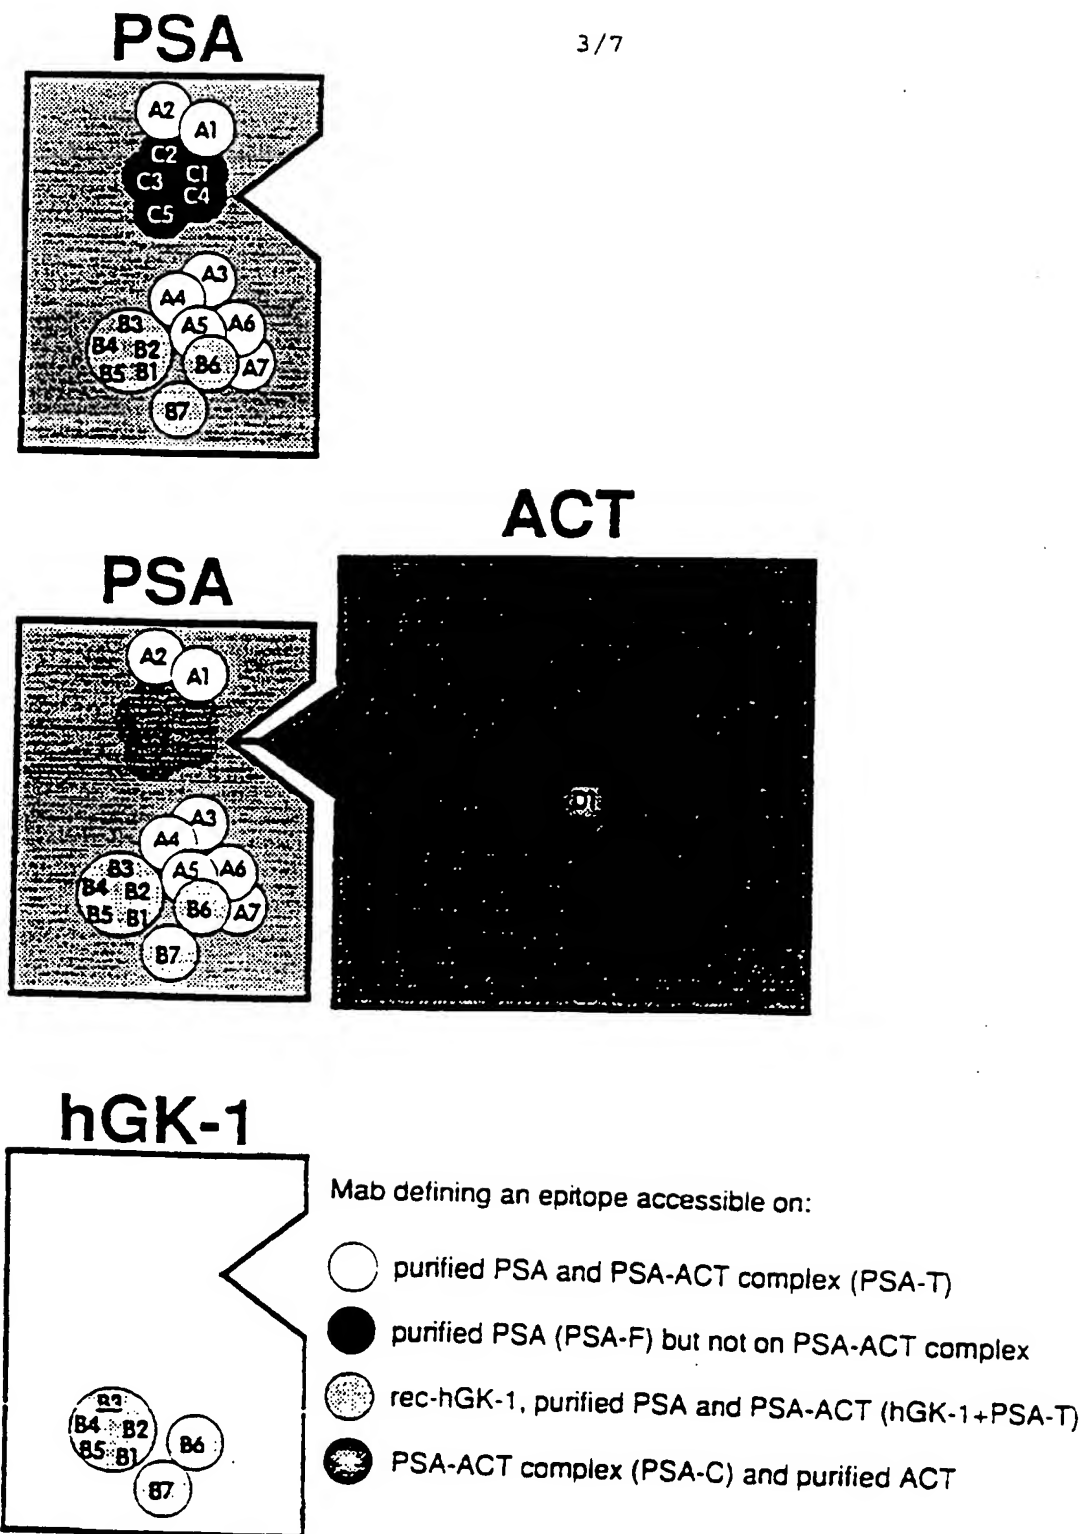 PSA
3/7
A2
A1
C2
C1
C3
C4
C5
A3
A4
B3
A5
A6
B4
B2
B6
A7
B5
B1
B7
ACT
PSA
A2
A1
D1
A3
A4
B3
A5
A6
B4
B2
B6
A7
B5
B1
B7
hGK-1
Mab defining an epitope accessible on:
purified PSA and PSA-ACT complex (PSA-T)
purified PSA (PSA-F) but not on PSA-ACT complex
rec-hGK-1, purified PSA and PSA-ACT (hGK-1+PSA-T)
PSA-ACT complex (PSA-C) and purified ACT
B3
B4
B2
B6
B5
B1
B7